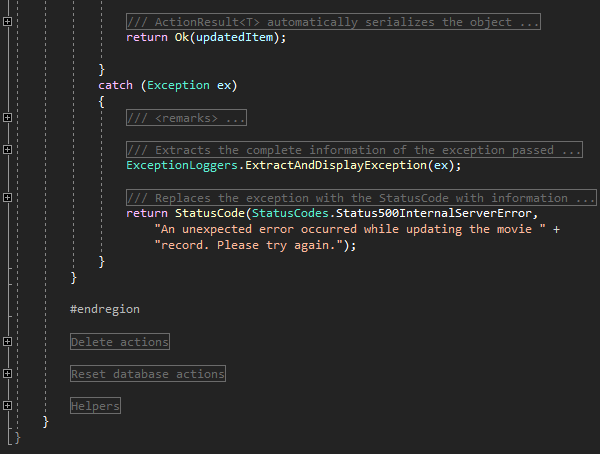 /// ActionResult<T> automatically serializes the object ...
return Ok(updatedItem);
}
catch (Exception ex)
{
/// <remarks> ...
/// Extracts the complete information of the exception passed ...
ExceptionLoggers.ExtractAndDisplayException(ex);
/// Replaces the exception with the StatusCode with information ...
return StatusCode(StatusCodes.Status500InternalServerError,
"An unexpected error occurred while updating the movie " +
"record. Please try again.");
}
}
#endregion
Delete actions
Reset database actions
Helpers
}
}